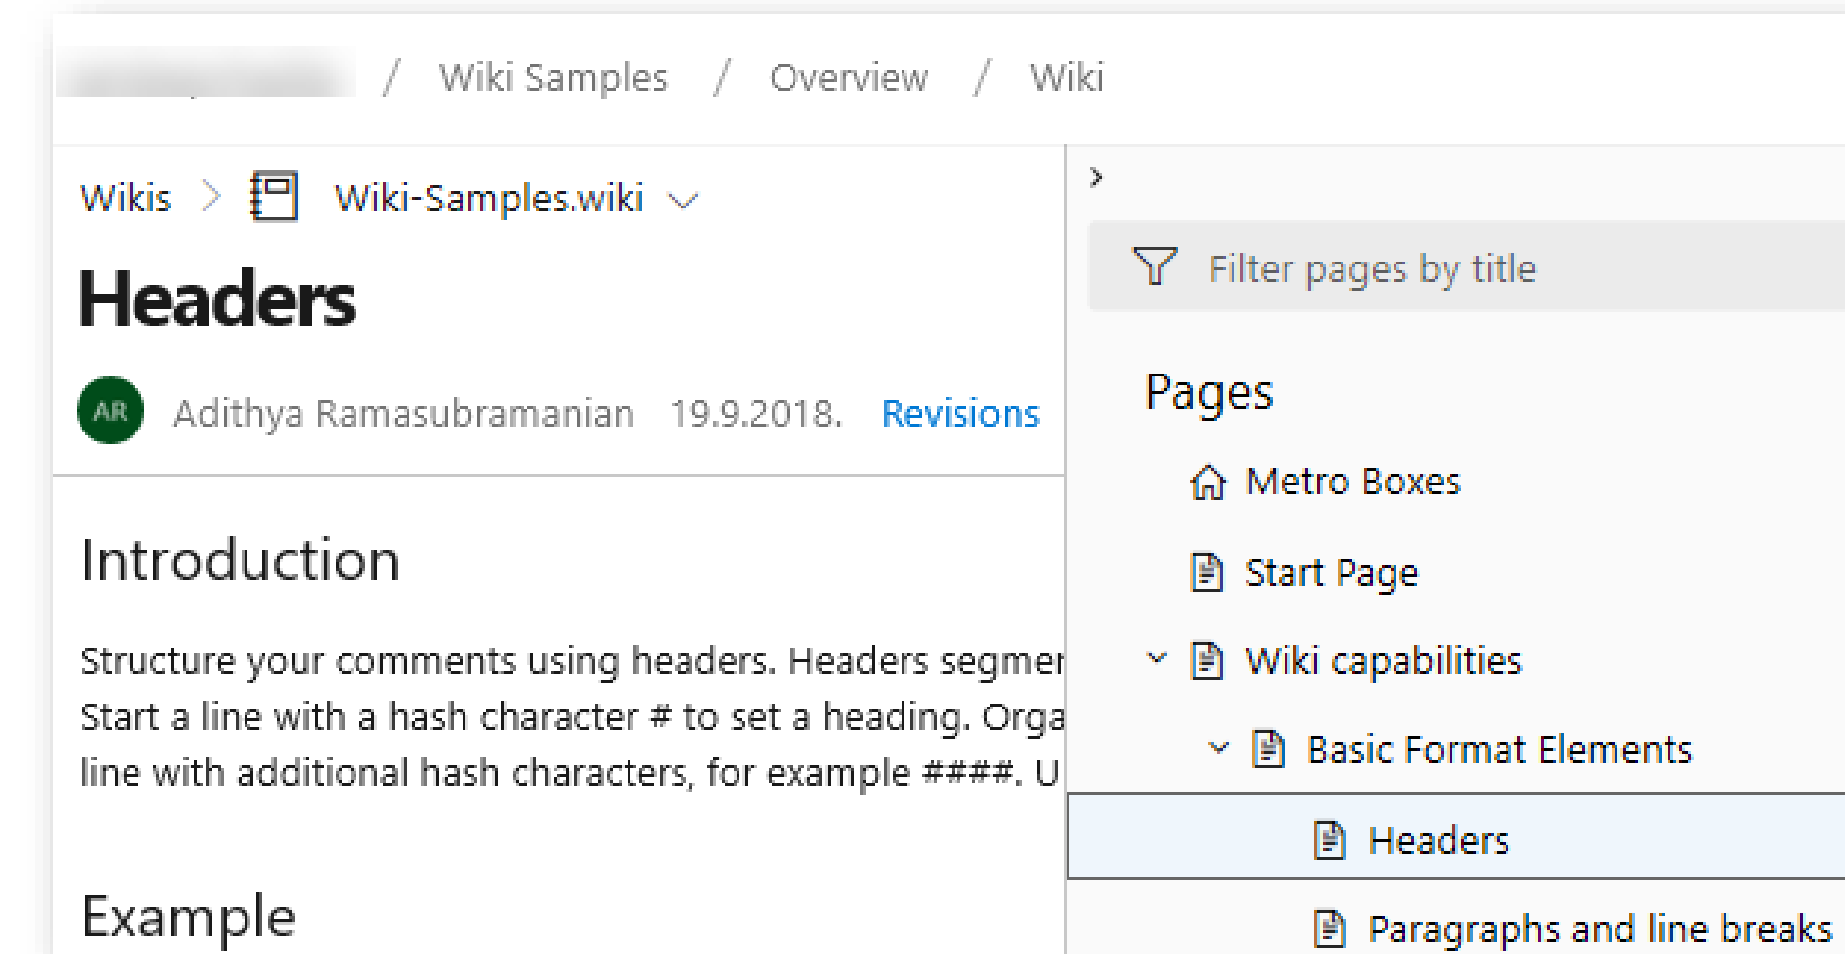 / Wiki Samples / Overview / Wiki
Wikis > Wiki-Samples.wiki
Headers
AR Adithya Ramasubramanian 19.9.2018. Revisions
Introduction
Structure your comments using headers. Headers segmer
Start a line with a hash character # to set a heading. Orga
line with additional hash characters, for example ####. U
Example
>
Filter pages by title
Pages
Metro Boxes
Start Page
Wiki capabilities
Basic Format Elements
Headers
Paragraphs and line breaks